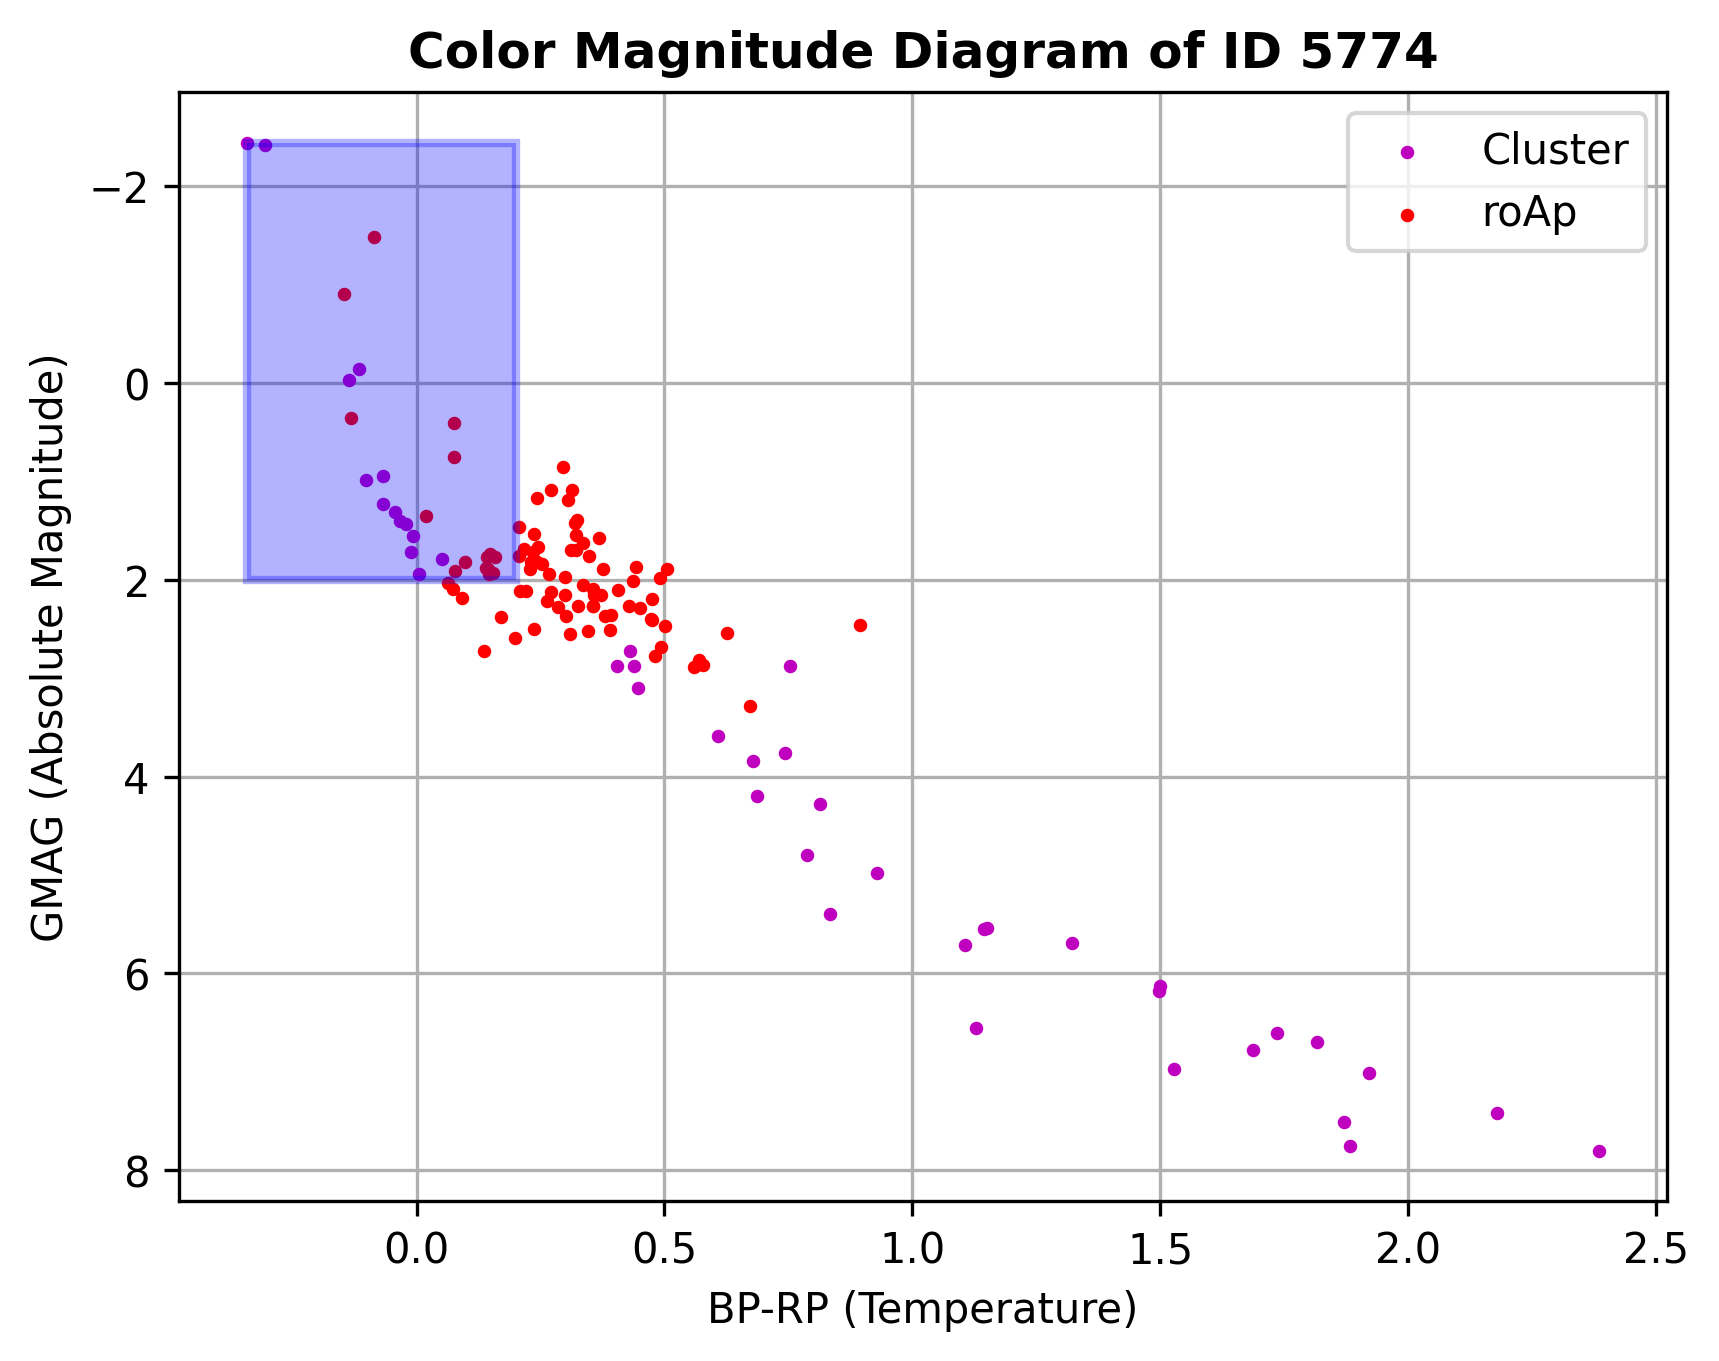 Color Magnitude Diagram of ID 5774
Cluster
roAp
GMAG (Absolute Magnitude)
−2
0
2
4
6
8
0.0 0.5 1.0 1.5 2.0 2.5
BP-RP (Temperature)